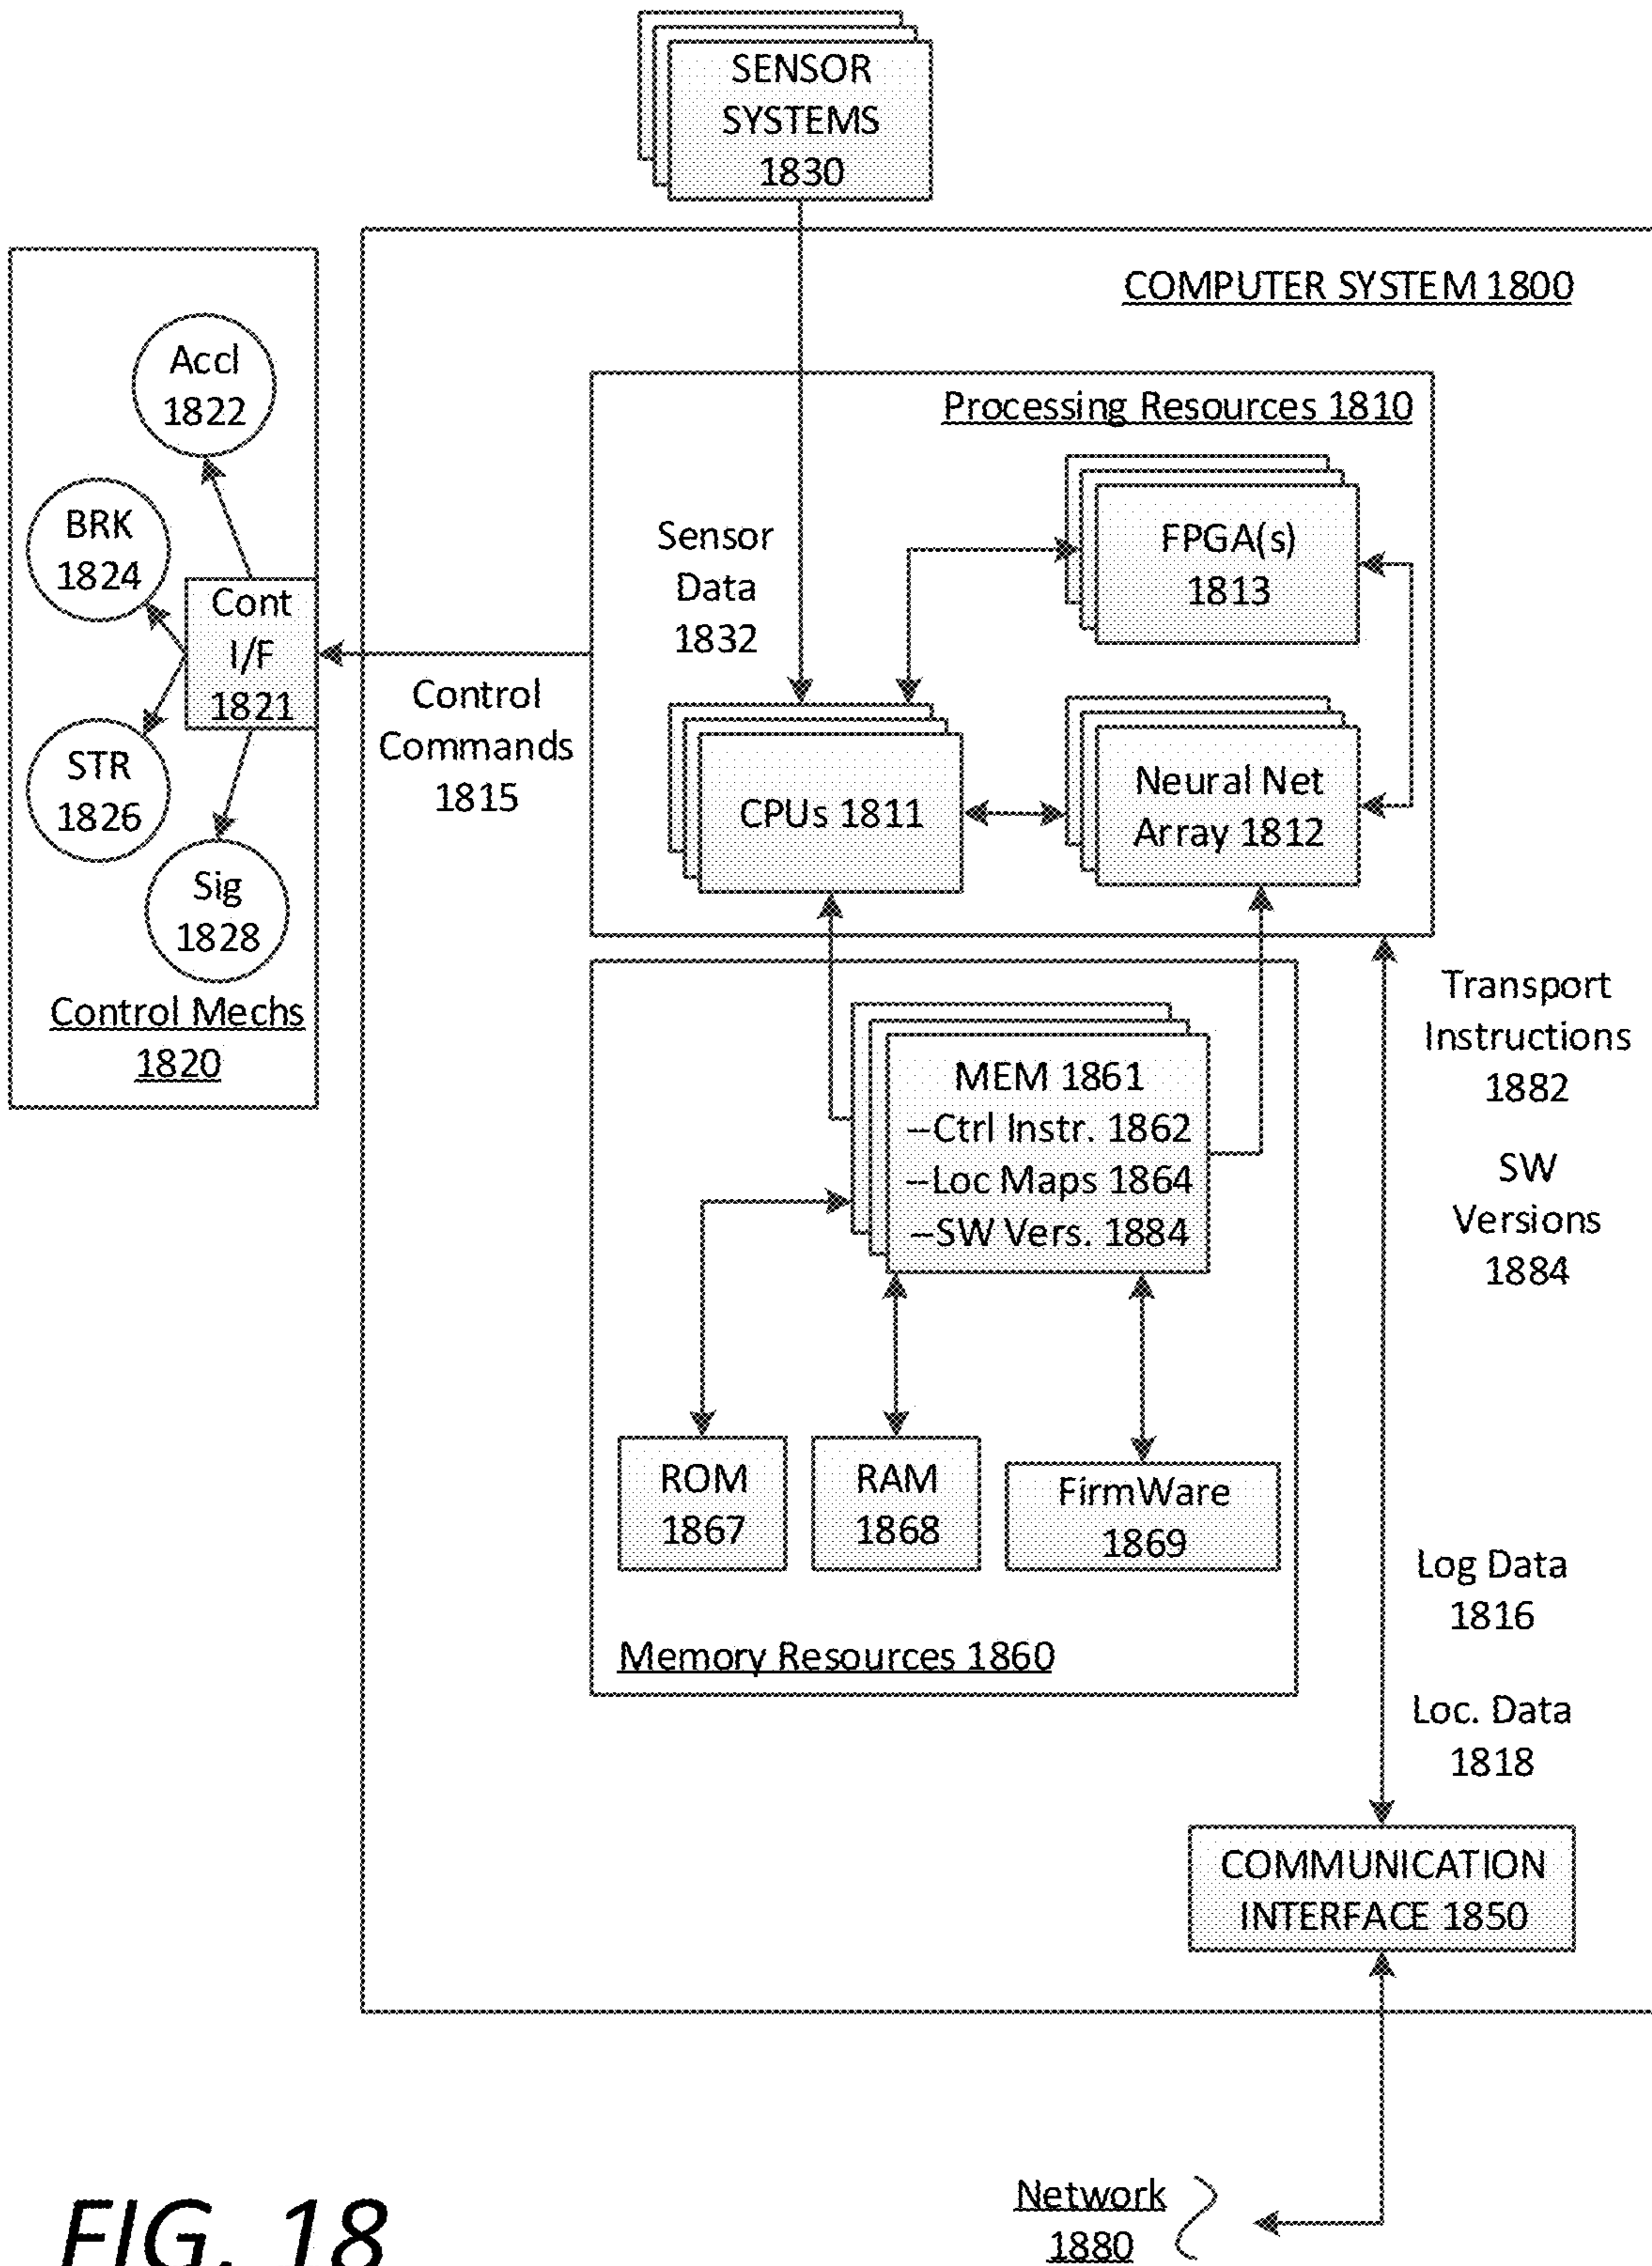 SENSOR
SYSTEMS
1830
COMPUTER SYSTEM 1800
Accl
1822
BRK
1824
Cont
I/F
1821
STR
1826
Sig
1828
Control Mechs
1820
Control
Commands
1815
Processing Resources 1810
Sensor
Data
1832
FPGA(s)
1813
CPUs 1811
Neural Net
Array 1812
MEM 1861
–Ctrl Instr. 1862
–Loc Maps 1864
–SW Vers. 1884
ROM
1867
RAM
1868
FirmWare
1869
Memory Resources 1860
Transport
Instructions
1882
SW
Versions
1884
Log Data
1816
Loc. Data
1818
COMMUNICATION
INTERFACE 1850
Network
1880
FIG. 18